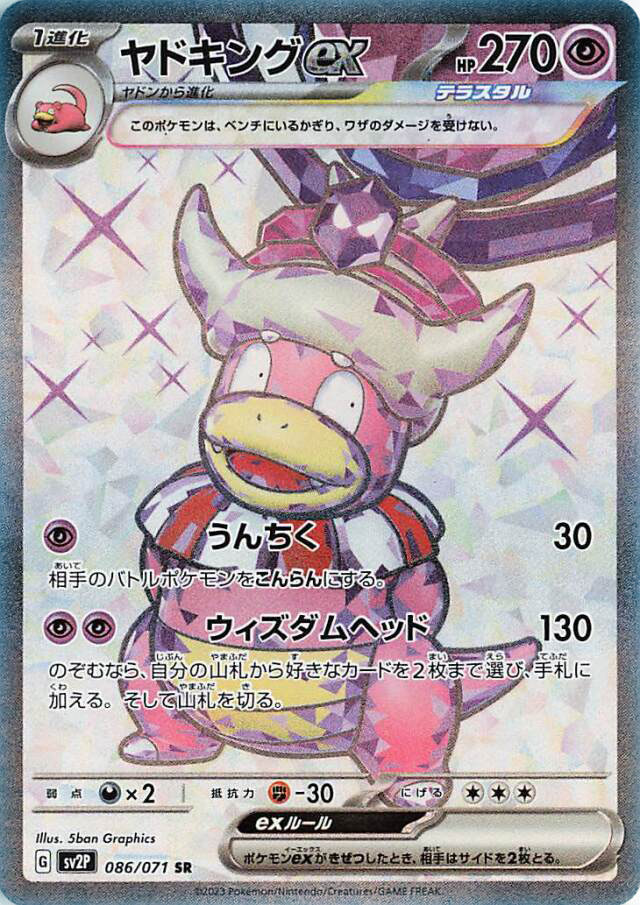 1進化
ヤドキングex
HP270
ヤドンから進化
テラスタル
このポケモンは、ベンチにいるかぎり、ワザのダメージを受けない。
うんちく 30
相手のバトルポケモンをこんらんにする。
ウィズダムヘッド 130
のぞむなら、自分の山札から好きなカードを2枚まで選び、手札に
加える。そして山札を切る。
弱点 ×2 抵抗力 -30 にげる
exルール
ポケモンexがきぜつしたとき、相手はサイドを2枚とる。
Illus. 5ban Graphics
G sv2P 086/071 SR
©2023 Pokémon/Nintendo/Creatures/GAME FREAK.